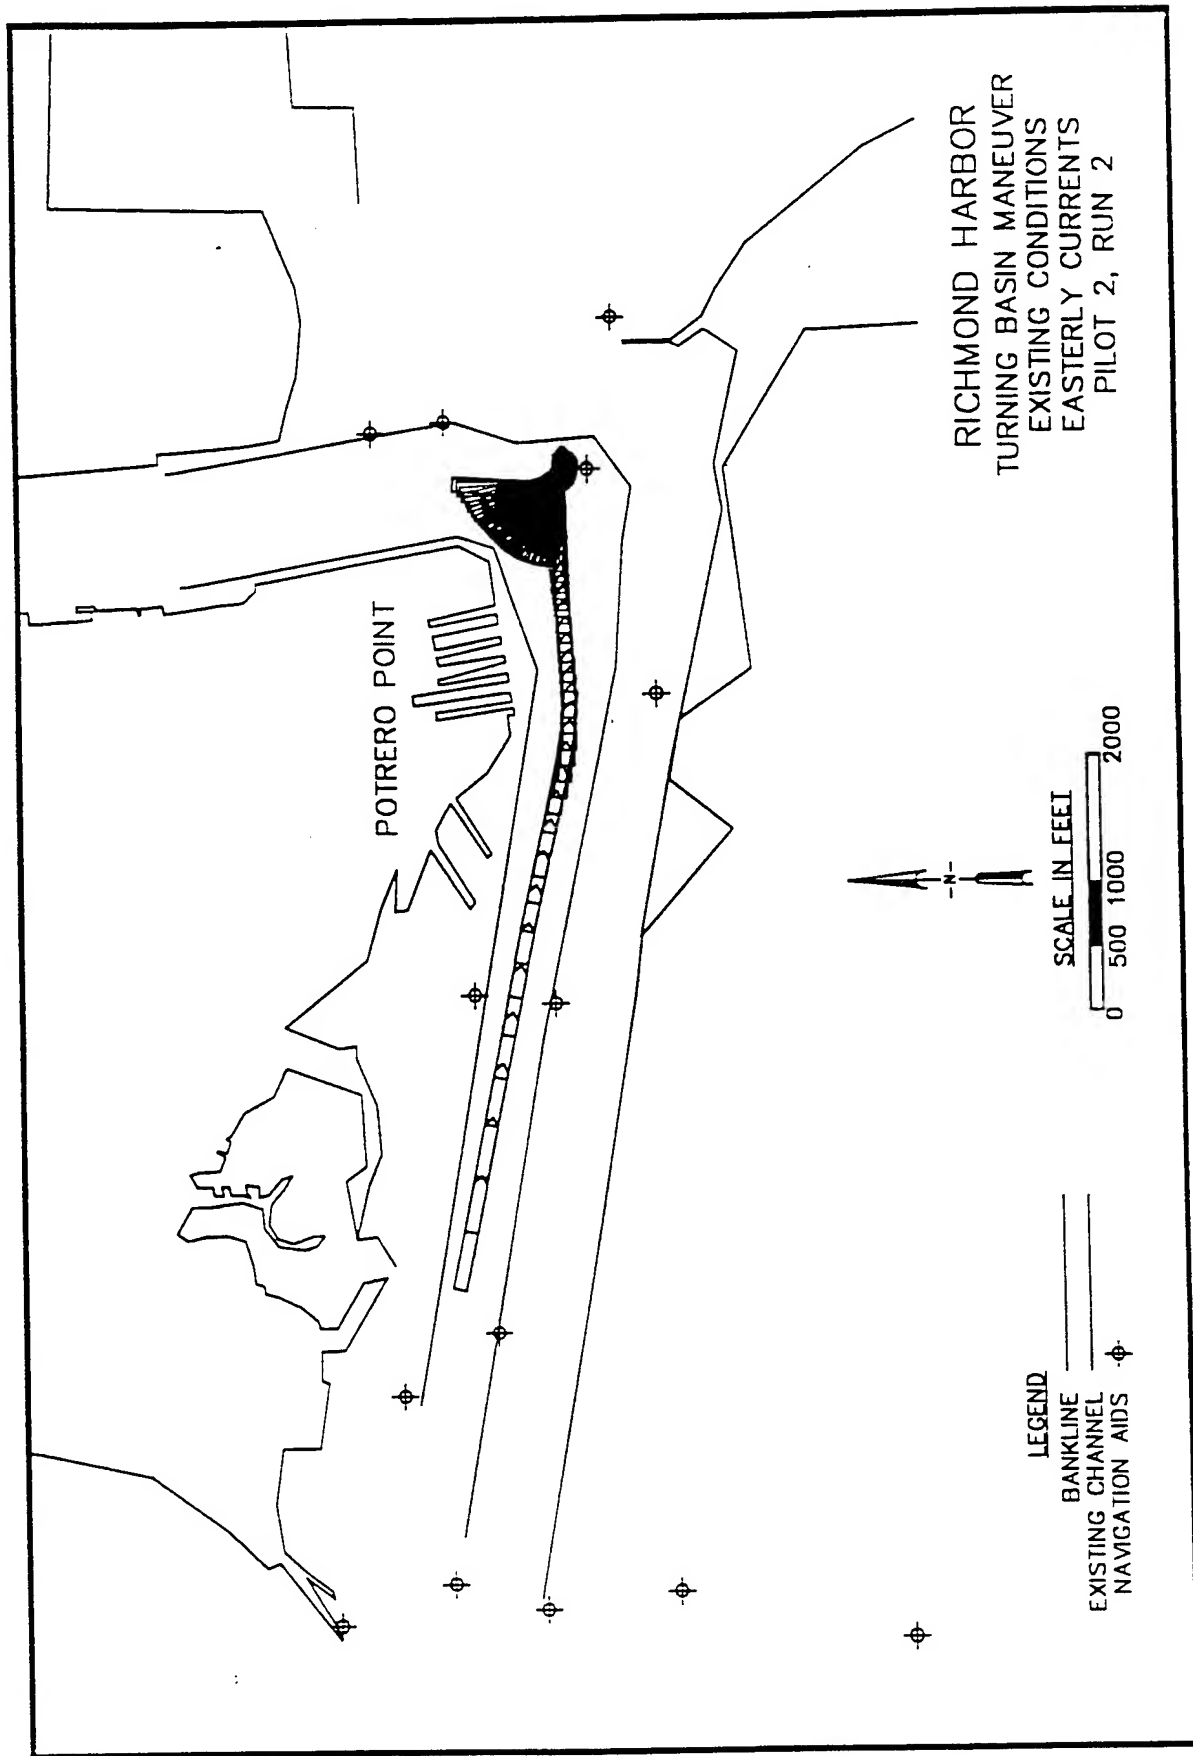 POTRERO POINT
RICHMOND HARBOR
TURNING BASIN MANEUVER
EXISTING CONDITIONS
EASTERLY CURRENTS
PILOT 2, RUN 2
-N-
SCALE IN FEET
0 500 1000 2000
LEGEND
BANKLINE
EXISTING CHANNEL
NAVIGATION AIDS